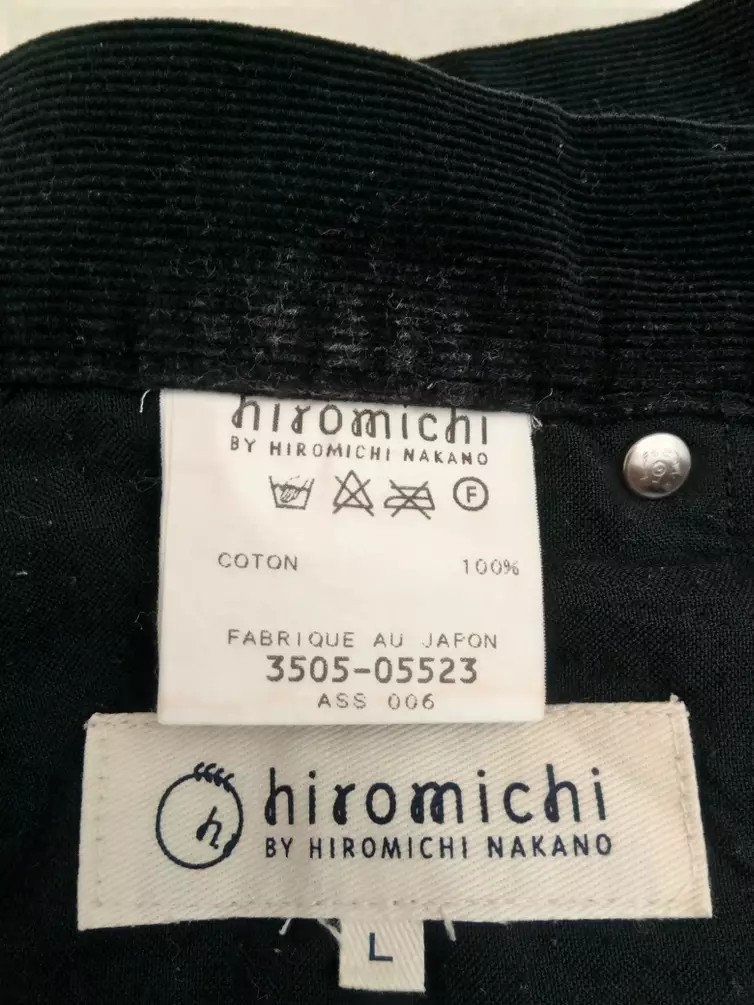 hiromichi
BY HIROMICHI NAKANO
F
COTON 100%
FABRIQUE AU JAPON
3505-05523
ASS 006
h
hiromichi
BY HIROMICHI NAKANO
L